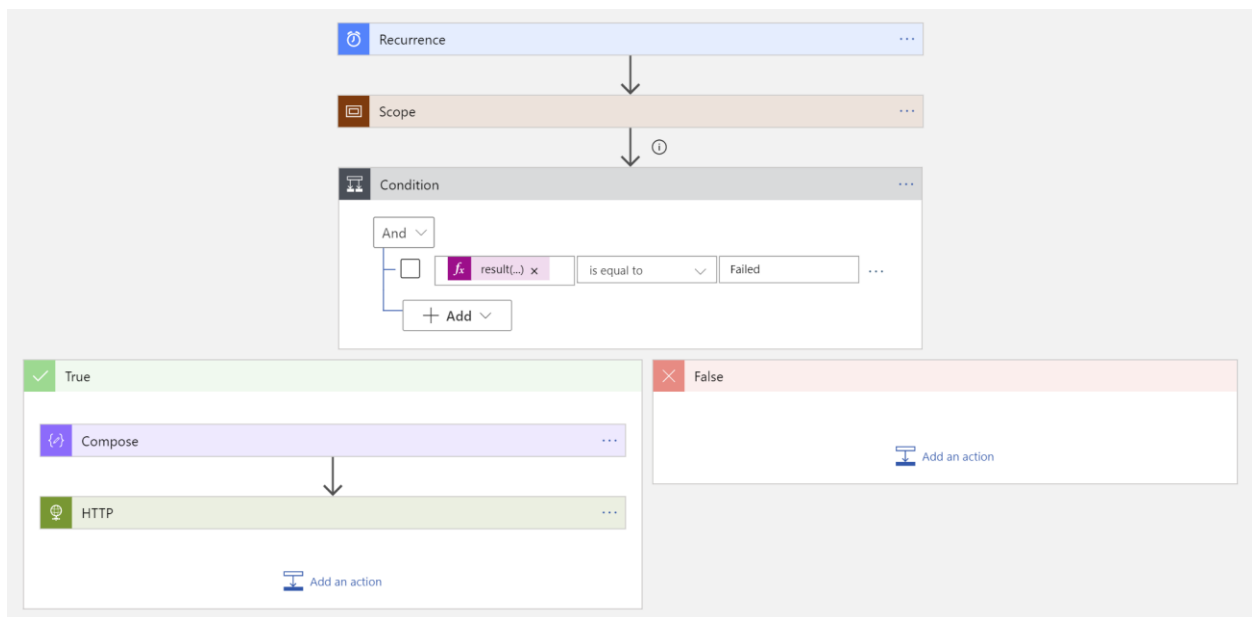 Recurrence
Scope
Condition
And
fx result(...) × is equal to Failed
+ Add
True
False
Compose
HTTP
Add an action
Add an action